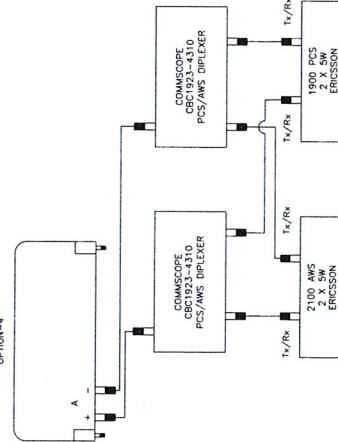 OPTION-4
A
+ -
COMMSCOPE
CBC1923-4310
PCS/AWS DIPLEXER
COMMSCOPE
CBC1923-4310
PCS/AWS DIPLEXER
Tx/Rx
Tx/Rx
Tx/Rx
Tx/Rx
2100 AWS
2 X 5W
ERICSSON
1900 PCS
2 X 5W
ERICSSON